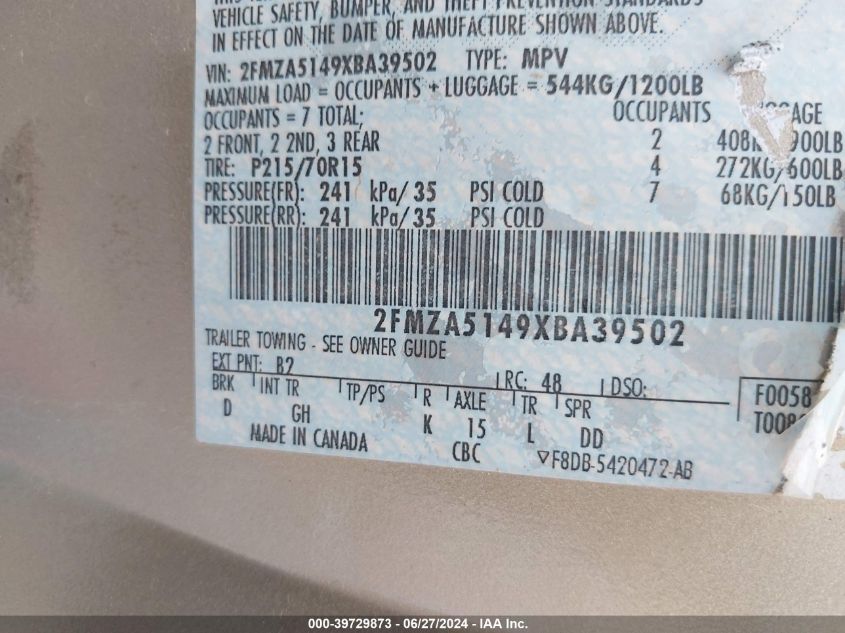 VEHICLE SAFETY, BUMPER, AND THEFT PREVENTION STANDARDS
IN EFFECT ON THE DATE OF MANUFACTURE SHOWN ABOVE.
VIN: 2FMZA5149XBA39502 TYPE: MPV
MAXIMUM LOAD = OCCUPANTS + LUGGAGE = 544KG/1200LB
OCCUPANTS = 7 TOTAL; OCCUPANTS
2 FRONT, 2 2ND, 3 REAR 2 900LB
TIRE: P215/70R15 4 272KG/600LB
PRESSURE(FR): 241 kPa/35 PSI COLD 7 68KG/150LB
PRESSURE(RR): 241 kPa/35 PSI COLD
2FMZA5149XBA39502
TRAILER TOWING - SEE OWNER GUIDE
EXT PNT: B2 RC: 48 DSO: F0058
BRK INT TR TP/PS R AXLE TR SPR
D GH K 15 L DD
MADE IN CANADA CBC ▽F8DB-5420472-AB
000-39729873 - 06/27/2024 - IAA Inc.